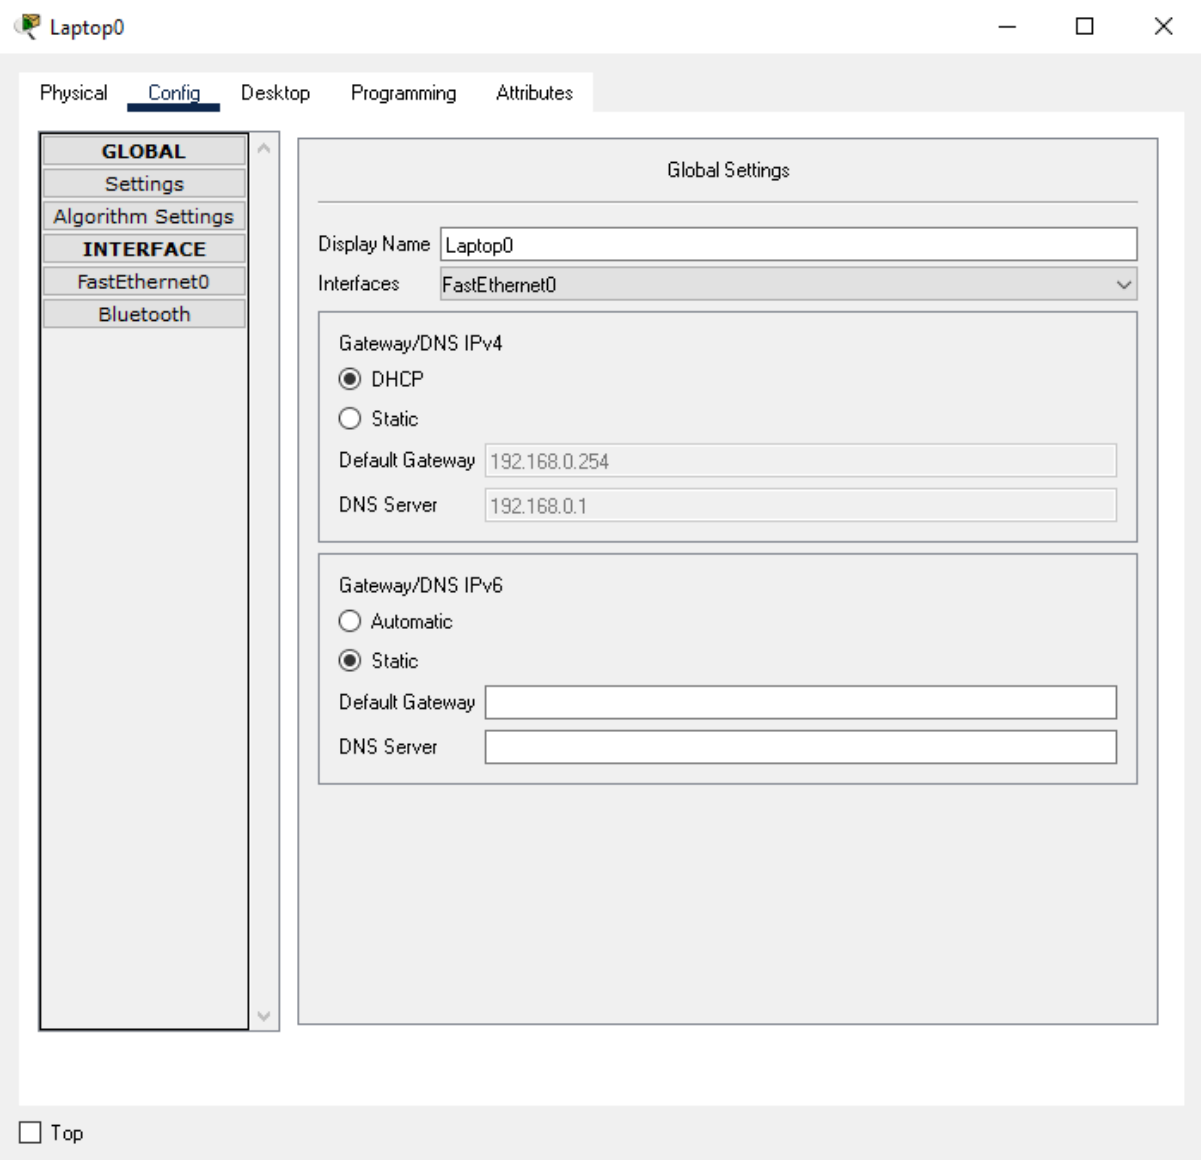 Laptop0
Physical Config Desktop Programming Attributes
GLOBAL
Settings
Algorithm Settings
INTERFACE
FastEthernet0
Bluetooth
Global Settings
Display Name Laptop0
Interfaces FastEthernet0
Gateway/DNS IPv4
DHCP
Static
Default Gateway 192.168.0.254
DNS Server 192.168.0.1
Gateway/DNS IPv6
Automatic
Static
Default Gateway
DNS Server
Top